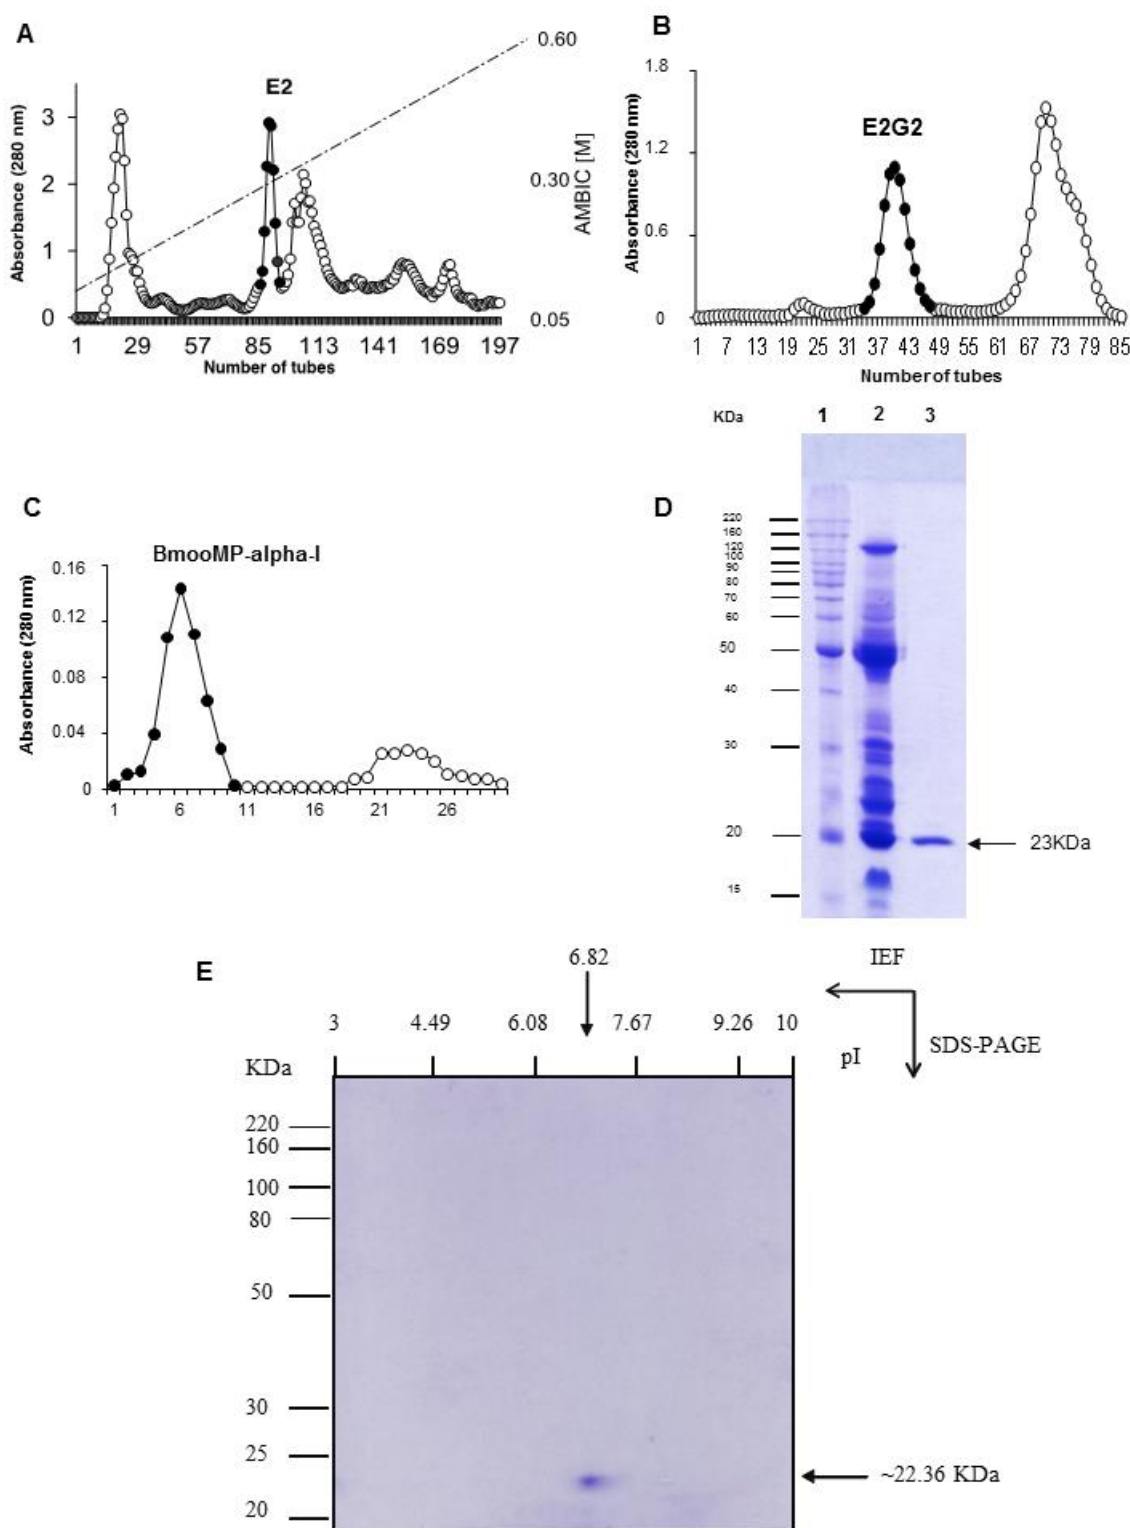 A
E2
0.60
0.30
0.05
AMBIC [M]
Absorbance (280 nm)
3
2
1
0
1 29 57 85 113 141 169 197
Number of tubes
B
E2G2
Absorbance (280 nm)
1.8
1.2
0.6
0
1 7 13 19 25 31 37 43 49 55 61 67 73 79 85
Number of tubes
C
BmooMP-alpha-I
Absorbance (280 nm)
0.16
0.12
0.08
0.04
0
1 6 11 16 21 26
D
KDa 1 2 3
220
160
120
100
90
80
70
60
50
40
30
20
15
23KDa
E
6.82
IEF
SDS-PAGE
pI
3 4.49 6.08 7.67 9.26 10
KDa
220
160
100
80
50
30
25
20
~22.36 KDa